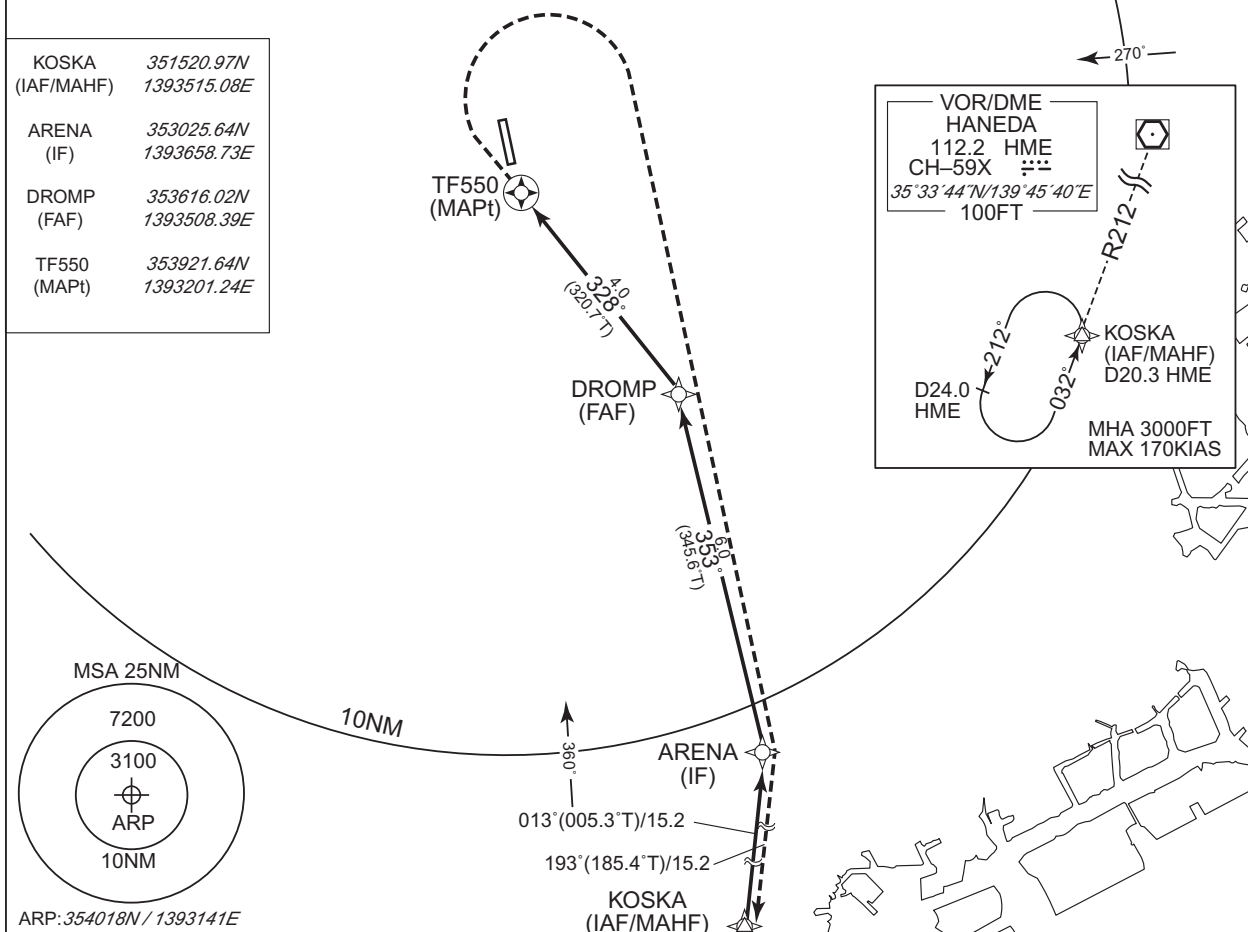 KOSKA 351520.97N
(IAF/MAHF) 1393515.08E
ARENA 353025.64N
(IF) 1393658.73E
DROMP 353616.02N
(FAF) 1393508.39E
TF550 353921.64N
(MAPt) 1393201.24E
270°
VOR/DME
HANEDA
112.2 HME
CH–59X
35°33´44˝N/139°45´40˝E
100FT
R212
212°
032°
KOSKA
(IAF/MAHF)
D20.3 HME
D24.0
HME
MHA 3000FT
MAX 170KIAS
TF550
(MAPt)
4.0
328°
(320.7°T)
DROMP
(FAF)
6.0
353°
(345.6°T)
10NM
360°
ARENA
(IF)
013°(005.3°T)/15.2
193°(185.4°T)/15.2
KOSKA
(IAF/MAHF)
MSA 25NM
7200
3100
ARP
10NM
ARP:354018N / 1393141E